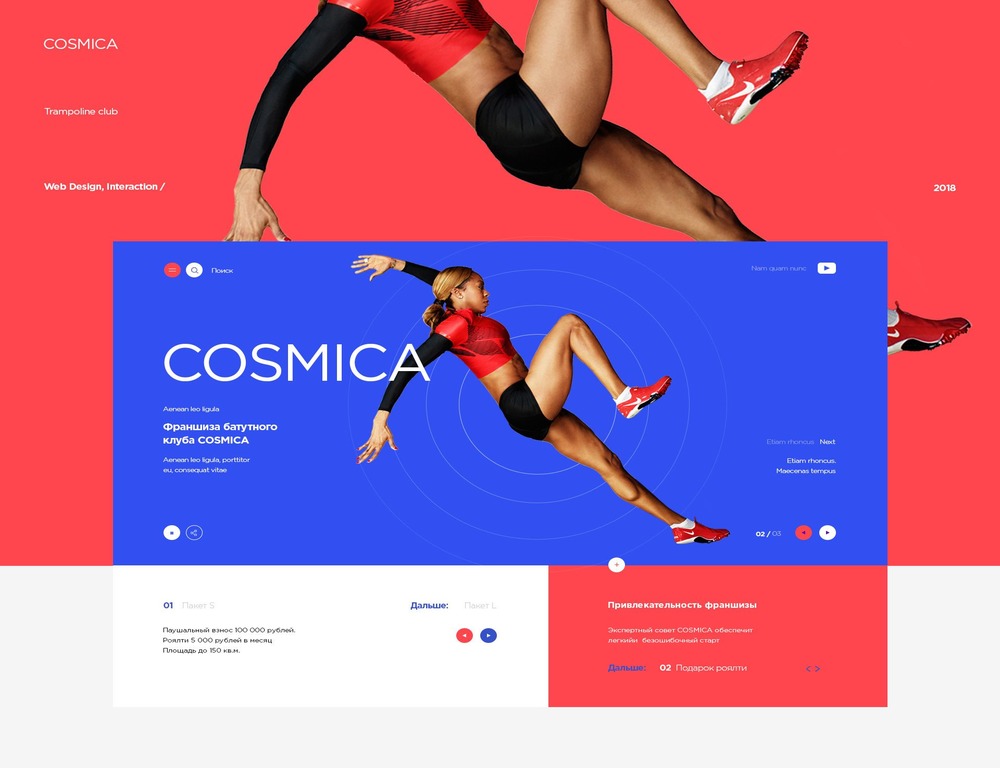 COSMICA
Trampoline club
Web Design, Interaction /
2018
Поиск
Nam quam nunc
COSMICA
Aenean leo ligula
Франшиза батутного
клуба COSMICA
Aenean leo ligula, porttitor
eu, consequat vitae
Etiam rhoncus Next
Etiam rhoncus.
Maecenas tempus
02 / 03
01 Пакет S
Дальше: Пакет L
Паушальный взнос 100 000 рублей.
Роялти 5 000 рублей в месяц
Площадь до 150 кв.м.
Привлекательность франшизы
Экспертный совет COSMICA обеспечит
легкийи безошибочный старт
Дальше: 02 Подарок роялти